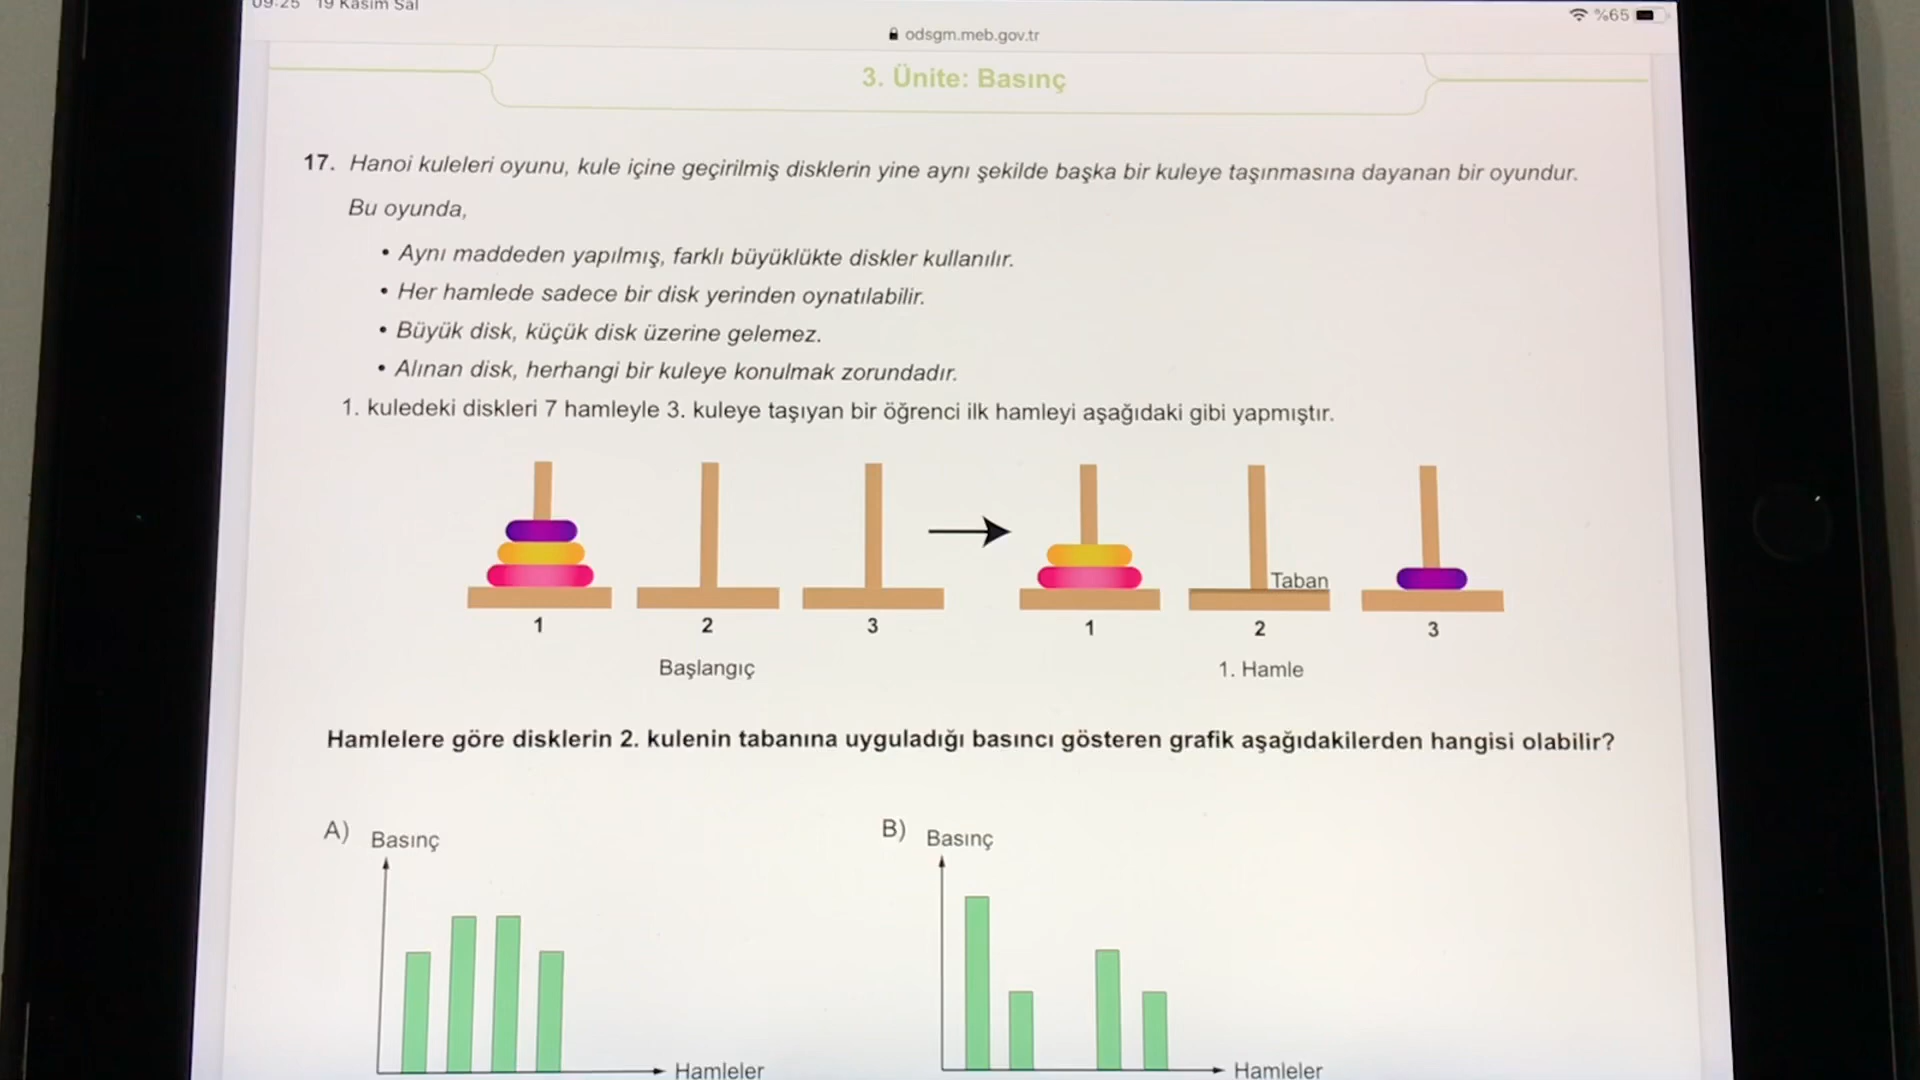 09:25 19 Kasım Sal
%65
odsgm.meb.gov.tr
3. Ünite: Basınç
17. Hanoi kuleleri oyunu, kule içine geçirilmiş disklerin yine aynı şekilde başka bir kuleye taşınmasına dayanan bir oyundur.
Bu oyunda,
• Aynı maddeden yapılmış, farklı büyüklükte diskler kullanılır.
• Her hamlede sadece bir disk yerinden oynatılabilir.
• Büyük disk, küçük disk üzerine gelemez.
• Alınan disk, herhangi bir kuleye konulmak zorundadır.
1. kuledeki diskleri 7 hamleyle 3. kuleye taşıyan bir öğrenci ilk hamleyi aşağıdaki gibi yapmıştır.
Taban
1 2 3 1 2 3
Başlangıç 1. Hamle
Hamlelere göre disklerin 2. kulenin tabanına uyguladığı basıncı gösteren grafik aşağıdakilerden hangisi olabilir?
A) Basınç
Hamleler
B) Basınç
Hamleler